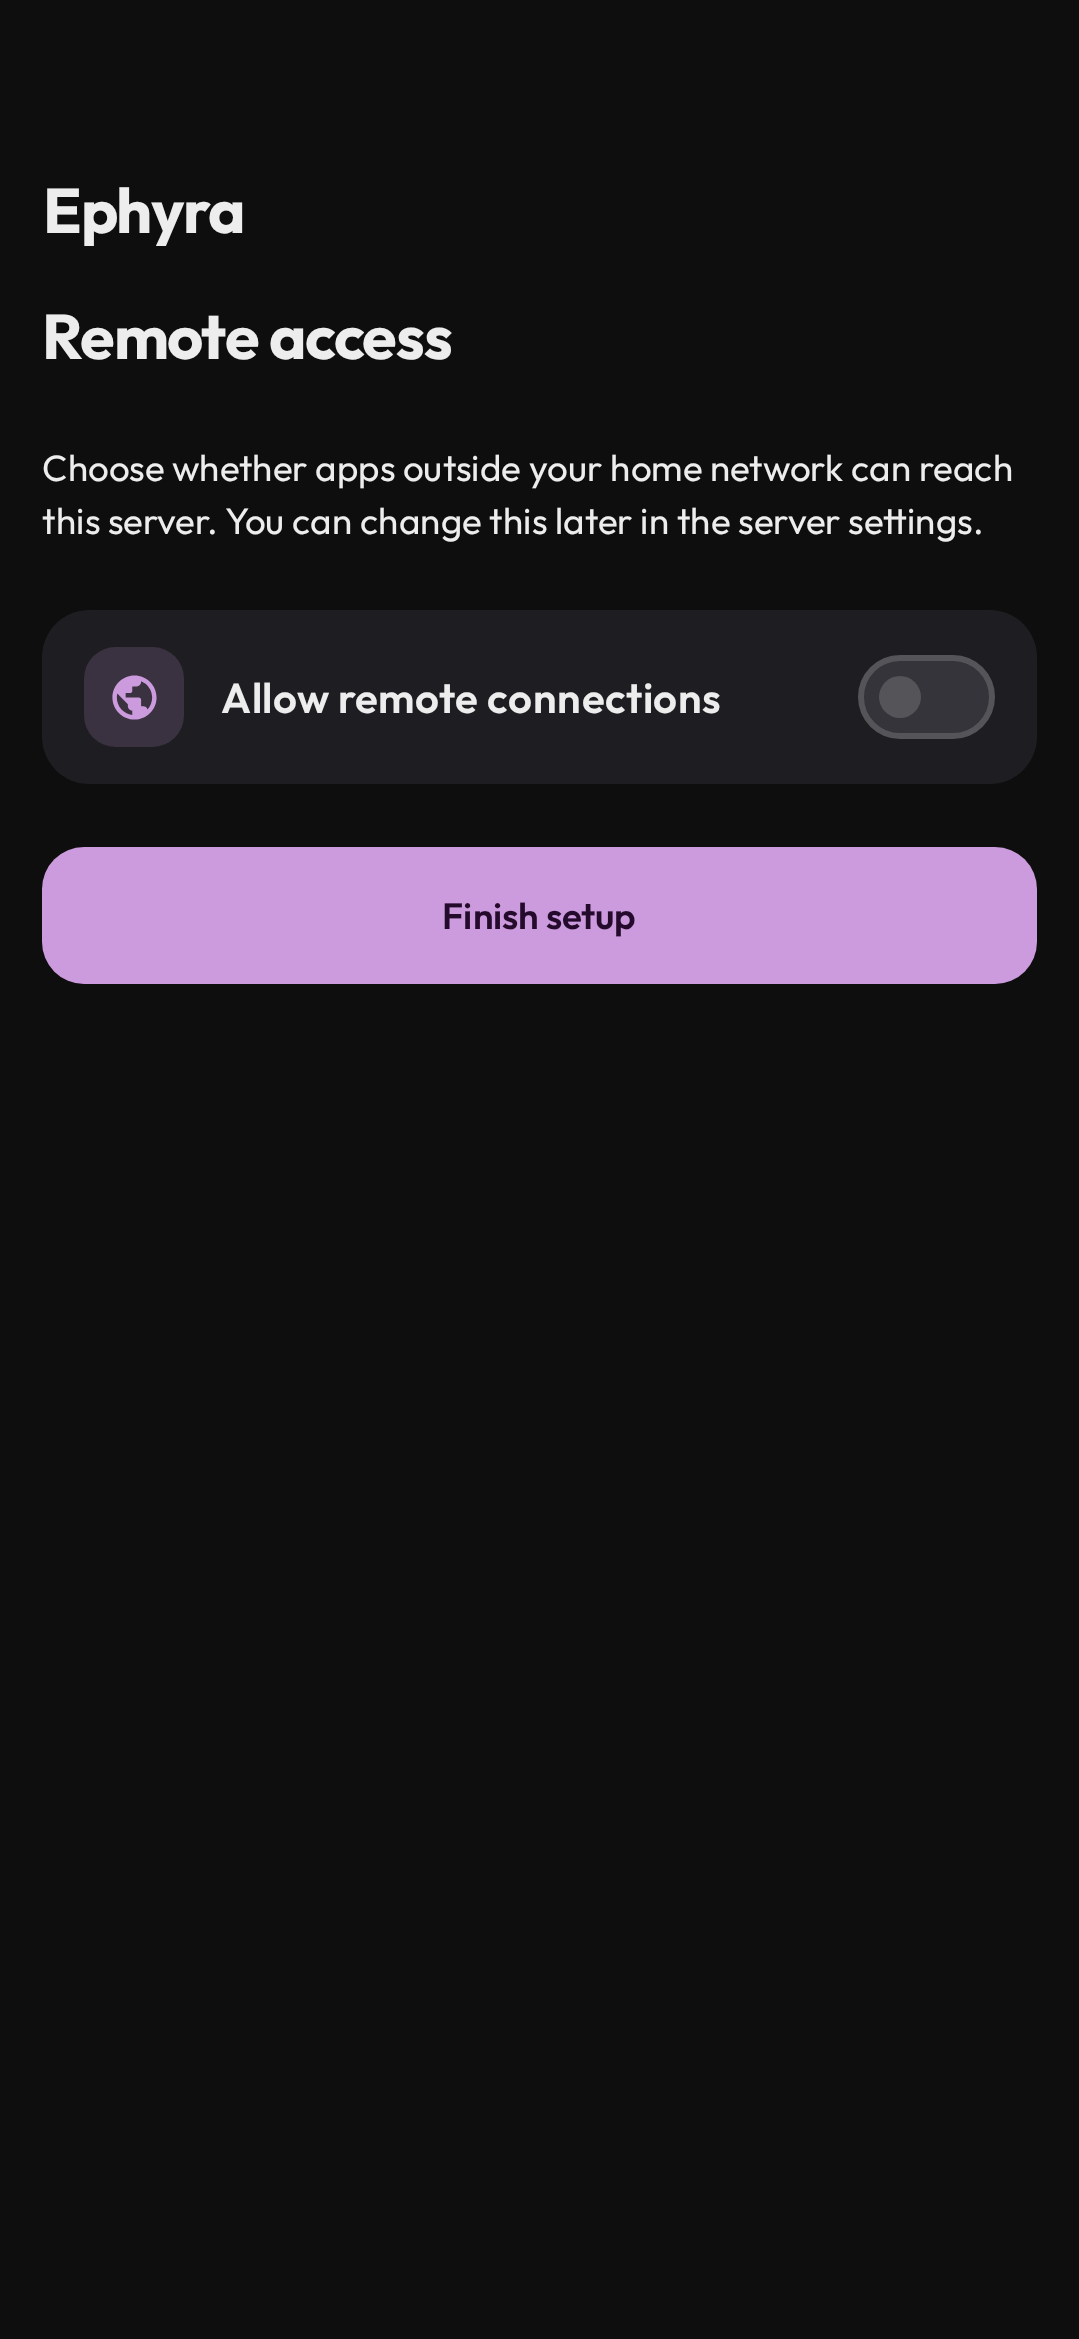 Ephyra
Remote access
Choose whether apps outside your home network can reach
this server. You can change this later in the server settings.
Allow remote connections
Finish setup